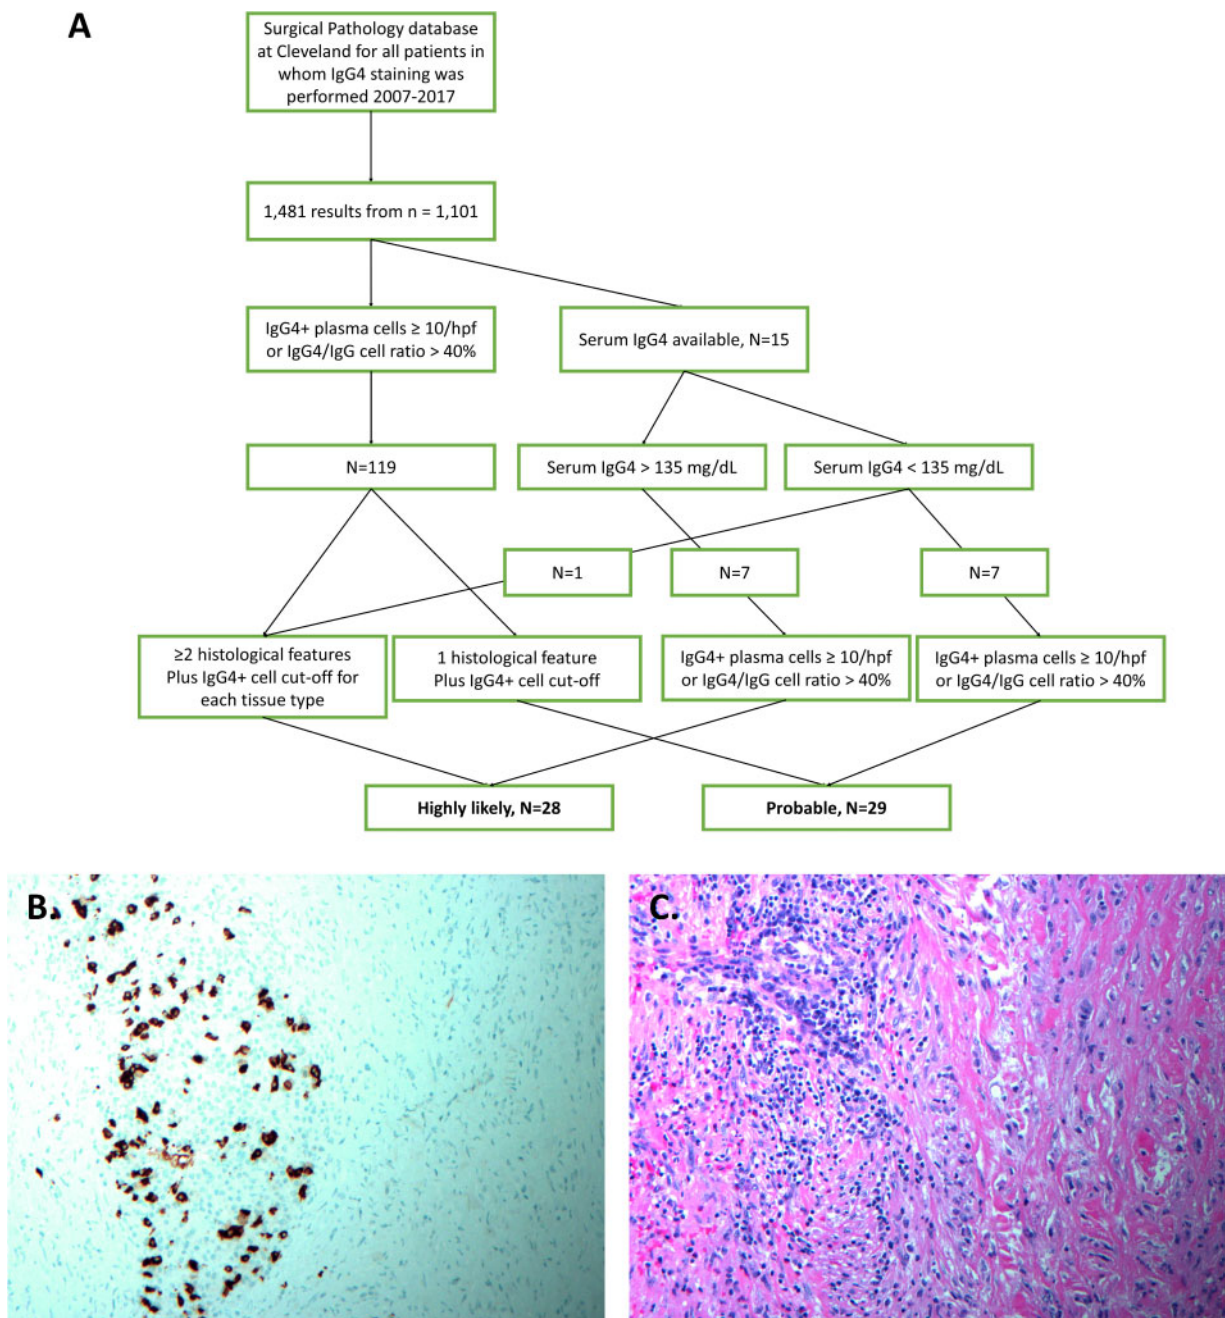 A
Surgical Pathology database
at Cleveland for all patients in
whom IgG4 staining was
performed 2007-2017
1,481 results from n = 1,101
IgG4+ plasma cells ≥ 10/hpf
or IgG4/IgG cell ratio > 40%
Serum IgG4 available, N=15
N=119
Serum IgG4 > 135 mg/dL
Serum IgG4 < 135 mg/dL
N=1
N=7
N=7
≥2 histological features
Plus IgG4+ cell cut-off for
each tissue type
1 histological feature
Plus IgG4+ cell cut-off
IgG4+ plasma cells ≥ 10/hpf
or IgG4/IgG cell ratio > 40%
IgG4+ plasma cells ≥ 10/hpf
or IgG4/IgG cell ratio > 40%
Highly likely, N=28
Probable, N=29
B.
C.